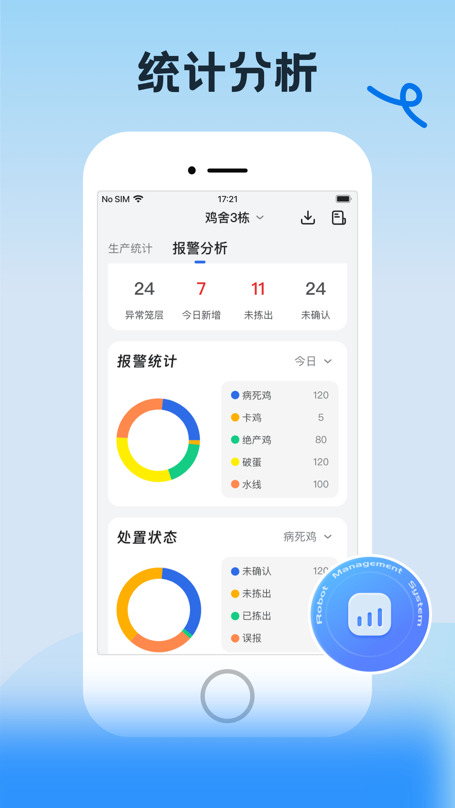 统计分析
No SIM 17:21
鸡舍3栋
生产统计 报警分析
24 7 11 24
异常笼层 今日新增 未拣出 未确认
报警统计 今日
病死鸡 120
卡鸡 5
绝产鸡 80
破蛋 120
水线 100
处置状态 病死鸡
未确认 120
未拣出
已拣出
误报
Robot Management System